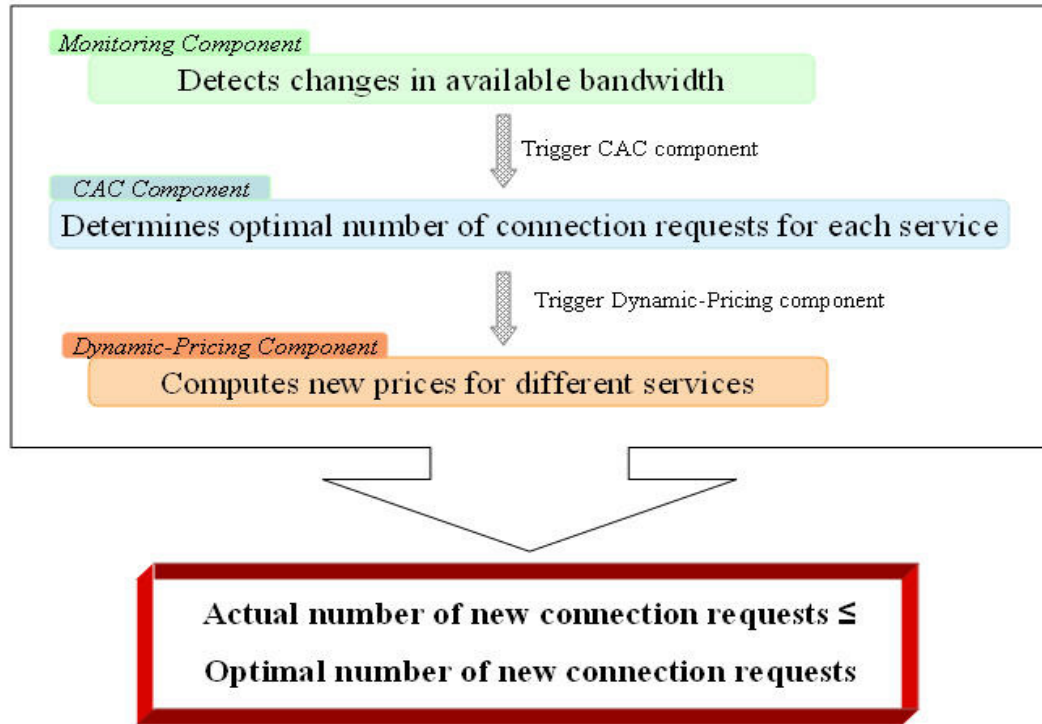 Monitoring Component
Detects changes in available bandwidth
Trigger CAC component
CAC Component
Determines optimal number of connection requests for each service
Trigger Dynamic-Pricing component
Dynamic-Pricing Component
Computes new prices for different services
Actual number of new connection requests ≤
Optimal number of new connection requests